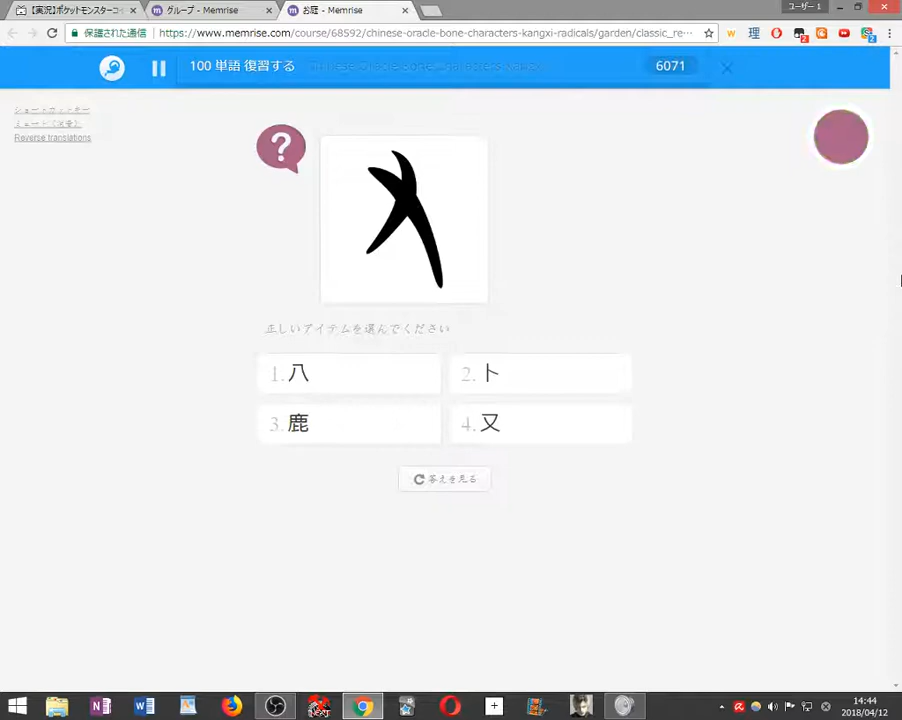 【実況】ポケットモンスターコイ
グループ - Memrise
お庭 - Memrise
ユーザー 1
保護された通信
https://www.memrise.com/course/68592/chinese-oracle-bone-characters-kangxi-radicals/garden/classic_re...
100 単語 復習する
6071
Reverse translations
?
正しいアイテムを選んでください
1. 八
2. 卜
3. 鹿
4. 又
答えを見る
14:44
2018/04/12